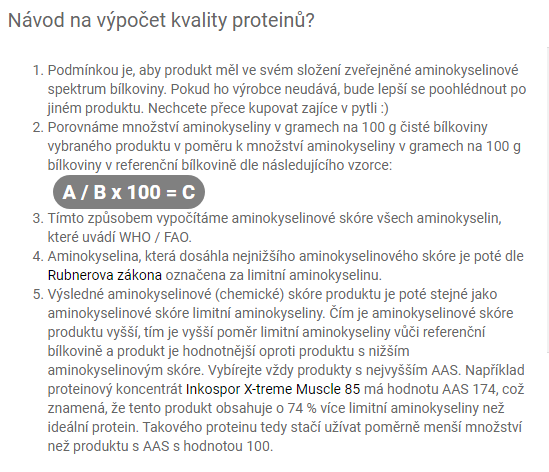 Návod na výpočet kvality proteinů?
1. Podmínkou je, aby produkt měl ve svém složení zveřejněné aminokyselinové
spektrum bílkoviny. Pokud ho výrobce neudává, bude lepší se poohlédnout po
jiném produktu. Nechcete přece kupovat zajíce v pytli :)
2. Porovnáme množství aminokyseliny v gramech na 100 g čisté bílkoviny
vybraného produktu v poměru k množství aminokyseliny v gramech na 100 g
bílkoviny v referenční bílkovině dle následujícího vzorce:
A / B x 100 = C
3. Tímto způsobem vypočítáme aminokyselinové skóre všech aminokyselin,
které uvádí WHO / FAO.
4. Aminokyselina, která dosáhla nejnižšího aminokyselinového skóre je poté dle
Rubnerova zákona označena za limitní aminokyselinu.
5. Výsledné aminokyselinové (chemické) skóre produktu je poté stejné jako
aminokyselinové skóre limitní aminokyseliny. Čím je aminokyselinové skóre
produktu vyšší, tím je vyšší poměr limitní aminokyseliny vůči referenční
bílkovině a produkt je hodnotnější oproti produktu s nižším
aminokyselinovým skóre. Vybírejte vždy produkty s nejvyšším AAS. Například
proteinový koncentrát Inkospor X-treme Muscle 85 má hodnotu AAS 174, což
znamená, že tento produkt obsahuje o 74 % více limitní aminokyseliny než
ideální protein. Takového proteinu tedy stačí užívat poměrně menší množství
než produktu s AAS s hodnotou 100.